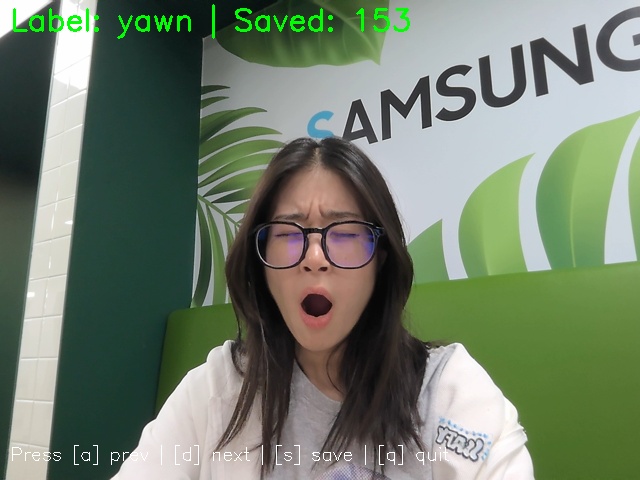 Label: yawn | Saved: 153
SAMSUNG
Press [a] prev | [d] next | [s] save | [q] quit